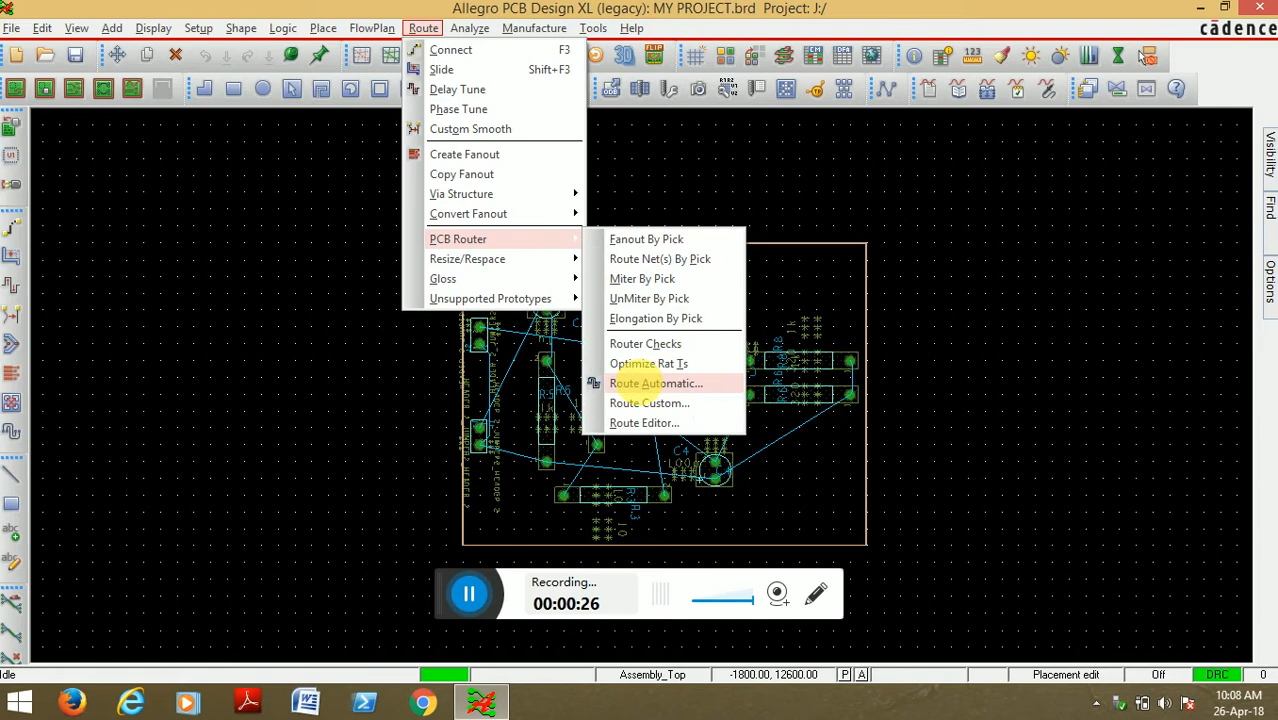 Allegro PCB Design XL (legacy): MY PROJECT.brd Project: J:/
File Edit View Add Display Setup Shape Logic Place FlowPlan Route Analyze Manufacture Tools Help
cādence
Connect F3
Slide Shift+F3
Delay Tune
Phase Tune
Custom Smooth
Create Fanout
Copy Fanout
Via Structure
Convert Fanout
PCB Router
Resize/Respace
Gloss
Unsupported Prototypes
Fanout By Pick
Route Net(s) By Pick
Miter By Pick
UnMiter By Pick
Elongation By Pick
Router Checks
Optimize Rat Ts
Route Automatic...
Route Custom...
Route Editor...
Visibility
Find
Options
C4
Recording...
00:00:26
Idle
Assembly_Top
-1800.00, 12600.00
P
A
Placement edit
Off
DRC
0
10:08 AM
26-Apr-18